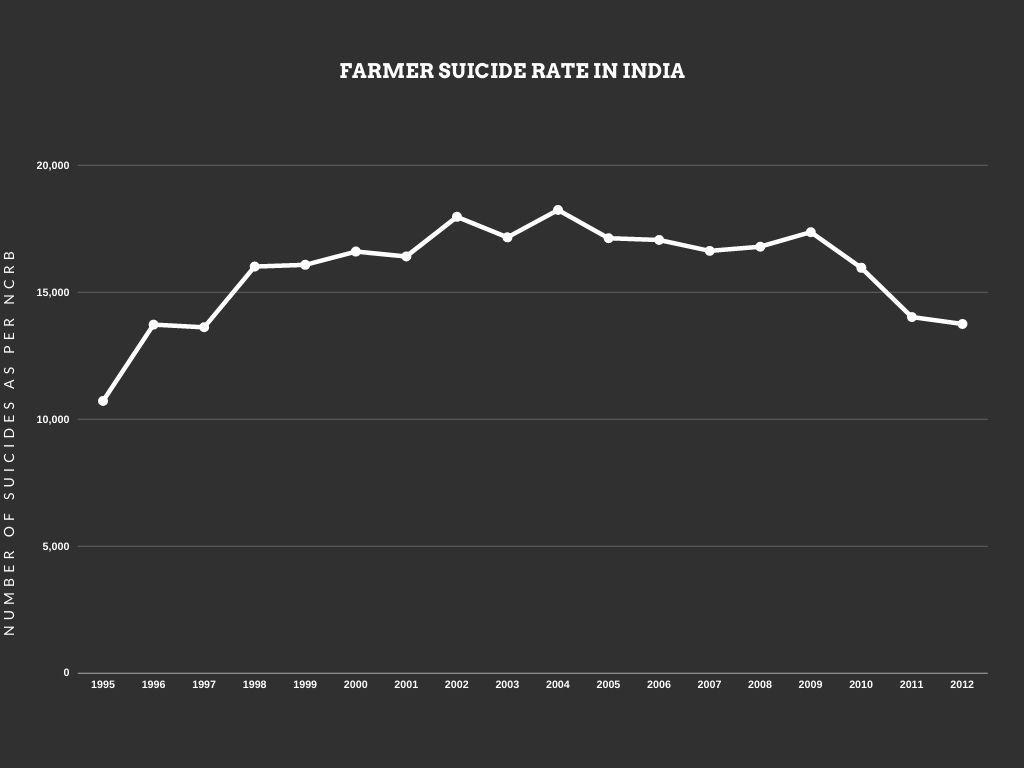 FARMER SUICIDE RATE IN INDIA
NUMBER OF SUICIDES AS PER NCRB
20,000
15,000
10,000
5,000
0
1995 1996 1997 1998 1999 2000 2001 2002 2003 2004 2005 2006 2007 2008 2009 2010 2011 2012